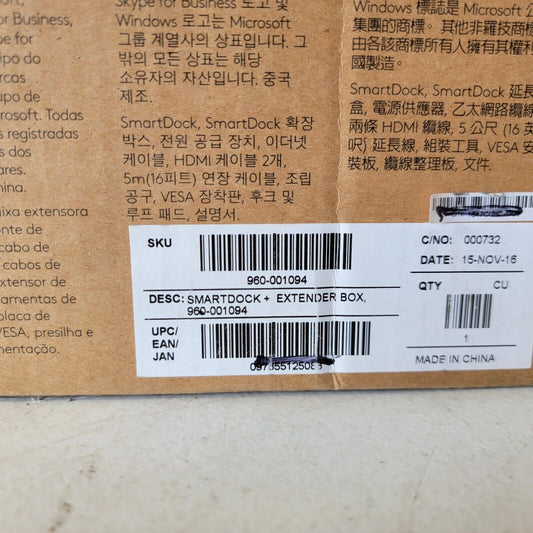 or
r Business,
e for
ipo do
arcas
upo de
rosoft. Todas
registradas
s dos
ares.
hina.
aixa extensora
onte de
cabo de
cabos de
xtensor de
amentas de
placa de
VESA, presilha e
mentação.
Skype for Business 로고 및
Windows 로고는 Microsoft
그룹 계열사의 상표입니다. 그
밖의 모든 상표는 해당
소유자의 자산입니다. 중국
제조.
SmartDock, SmartDock 확장
박스, 전원 공급 장치, 이더넷
케이블, HDMI 케이블 2개,
5m(16피트) 연장 케이블, 조립
공구, VESA 장착판, 후크 및
루프 패드, 설명서.
Windows 標誌是 Microsoft 公
集團的商標。其他非羅技商標
由各該商標所有人擁有其權利
國製造。
SmartDock, SmartDock 延長
盒, 電源供應器, 乙太網路纜線
兩條 HDMI 纜線, 5 公尺 (16 英
呎) 延長線, 組裝工具, VESA 安
裝板, 纜線整理板, 文件.
SKU
960-001094
DESC: SMARTDOCK + EXTENDER BOX,
960-001094
UPC/
EAN/
JAN
C/NO: 000732
DATE: 15-NOV-16
QTY CU
1
MADE IN CHINA